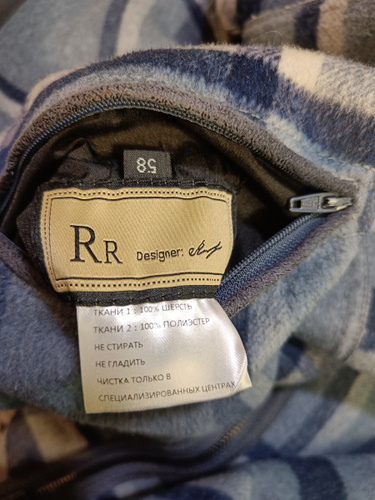 58
RR Designer:
ТКАНИ 1 : 100% ШЕРСТЬ
ТКАНИ 2 : 100% ПОЛИЭСТЕР
НЕ СТИРАТЬ
НЕ ГЛАДИТЬ
ЧИСТКА ТОЛЬКО В
СПЕЦИАЛИЗИРОВАННЫХ ЦЕНТРАХ